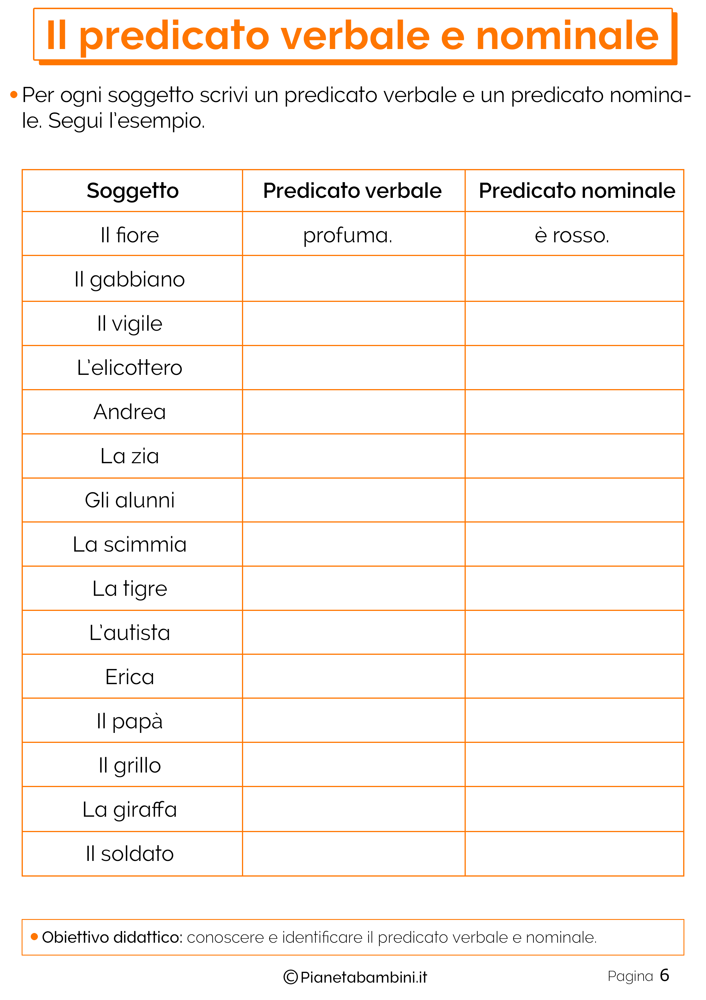 Il predicato verbale e nominale
Per ogni soggetto scrivi un predicato verbale e un predicato nomina-
le. Segui l'esempio.
Soggetto Predicato verbale Predicato nominale
Il fiore profuma. è rosso.
Il gabbiano
Il vigile
L'elicottero
Andrea
La zia
Gli alunni
La scimmia
La tigre
L'autista
Erica
Il papà
Il grillo
La giraffa
Il soldato
Obiettivo didattico: conoscere e identificare il predicato verbale e nominale.
©Pianetabambini.it Pagina 6